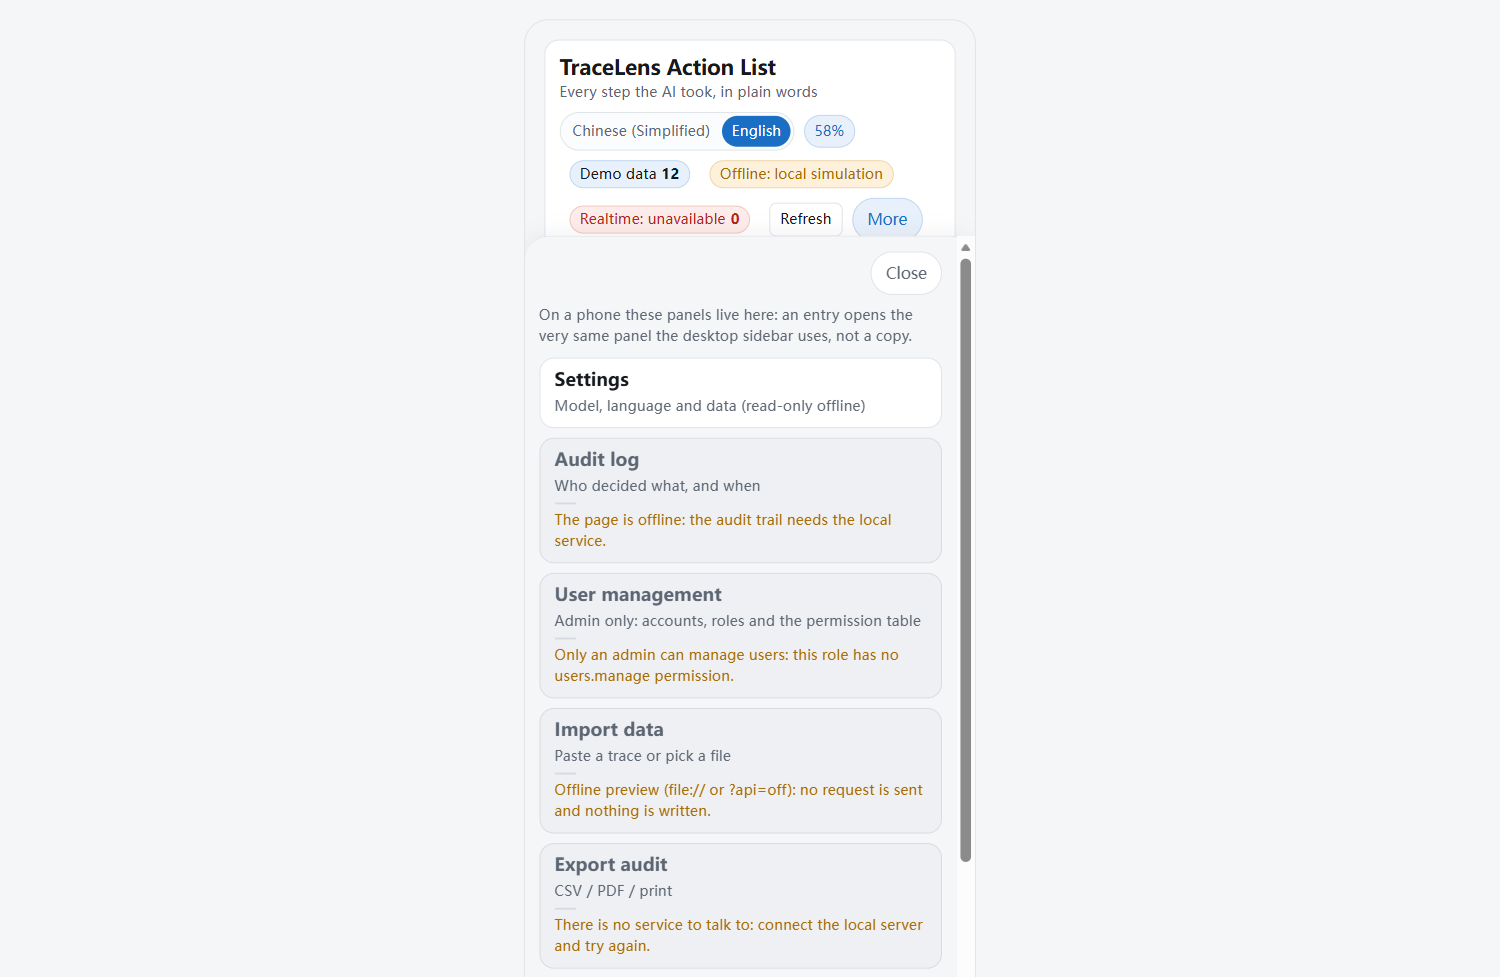 TraceLens Action List
Every step the AI took, in plain words
Chinese (Simplified) English 58%
Demo data 12 Offline: local simulation
Realtime: unavailable 0 Refresh More
Close
On a phone these panels live here: an entry opens the
very same panel the desktop sidebar uses, not a copy.
Settings
Model, language and data (read-only offline)
Audit log
Who decided what, and when
The page is offline: the audit trail needs the local
service.
User management
Admin only: accounts, roles and the permission table
Only an admin can manage users: this role has no
users.manage permission.
Import data
Paste a trace or pick a file
Offline preview (file:// or ?api=off): no request is sent
and nothing is written.
Export audit
CSV / PDF / print
There is no service to talk to: connect the local server
and try again.